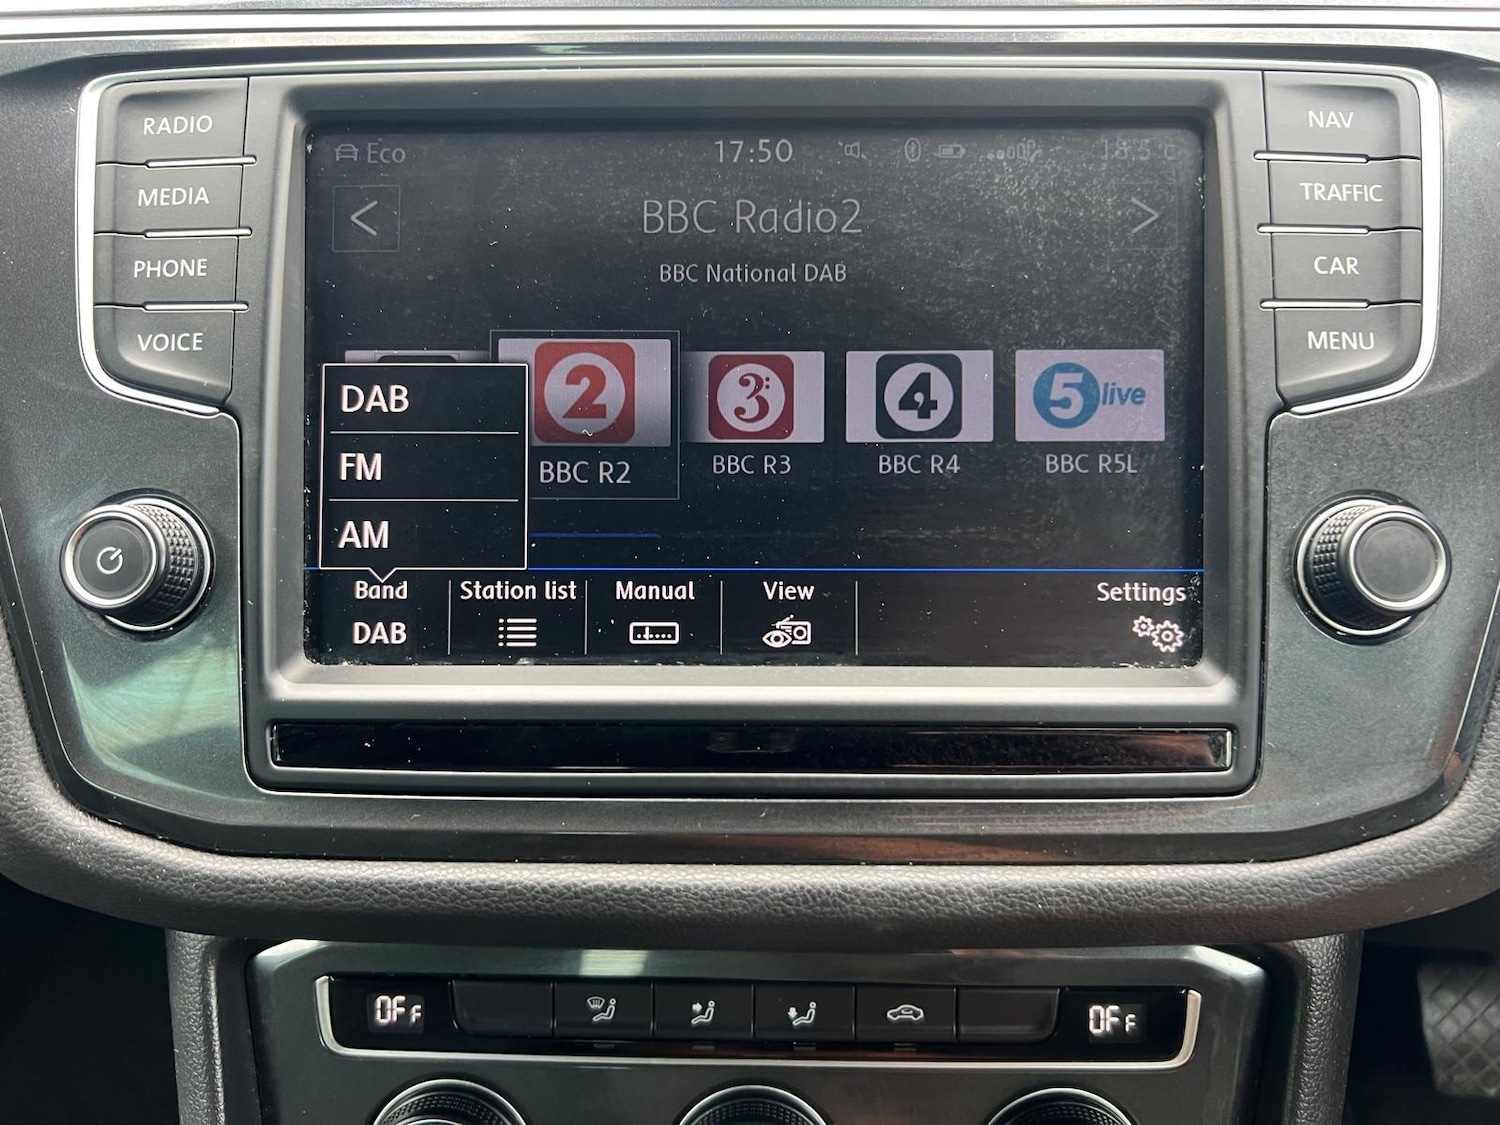 RADIO
MEDIA
PHONE
VOICE
Eco
17:50
18.5°C
BBC Radio2
BBC National DAB
2
3
4
5 live
BBC R2
BBC R3
BBC R4
BBC R5L
DAB
FM
AM
Band
DAB
Station list
Manual
View
Settings
NAV
TRAFFIC
CAR
MENU
OFF
OFF